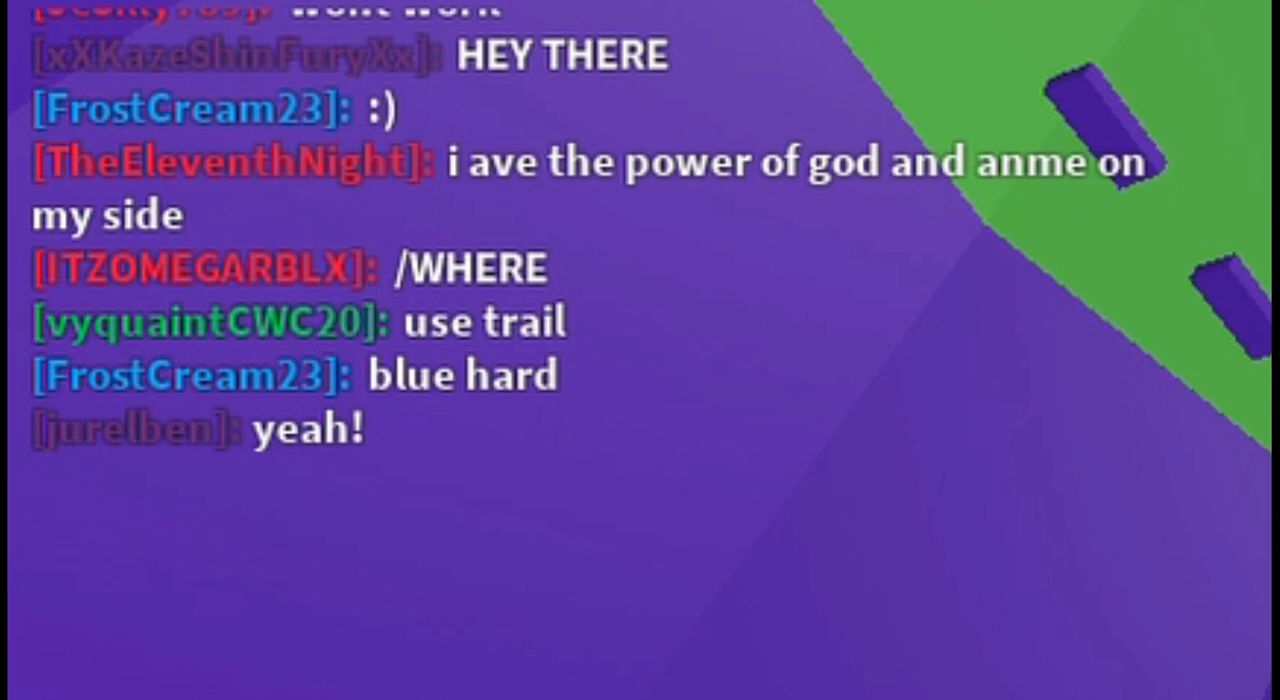 [xXKazeShinFuryXx]: HEY THERE
[FrostCream23]: :)
[TheEleventhNight]: i ave the power of god and anme on
my side
[ITZOMEGARBLX]: /WHERE
[vyquaintCWC20]: use trail
[FrostCream23]: blue hard
[jurelben]: yeah!